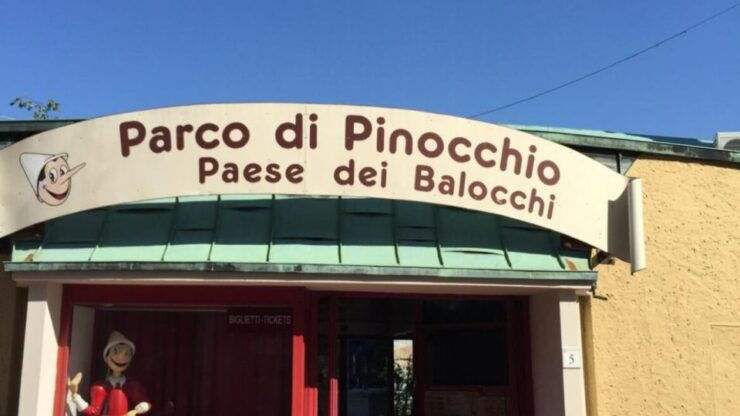 Parco di Pinocchio
Paese dei Balocchi
BIGLIETTI-TICKETS
5